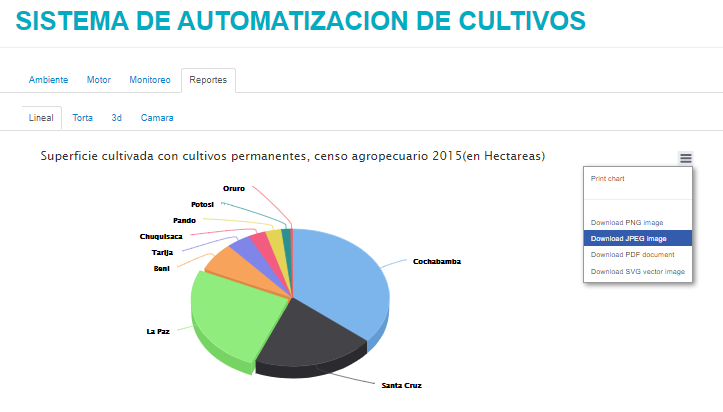 SISTEMA DE AUTOMATIZACION DE CULTIVOS
Ambiente Motor Monitoreo Reportes
Lineal Torta 3d Camara
Superficie cultivada con cultivos permanentes, censo agropecuario 2015(en Hectareas)
Print chart
Download PNG image
Download JPEG image
Download PDF document
Download SVG vector image
Oruro
Potosi
Pando
Chuquisaca
Tarija
Beni
Cochabamba
La Paz
Santa Cruz